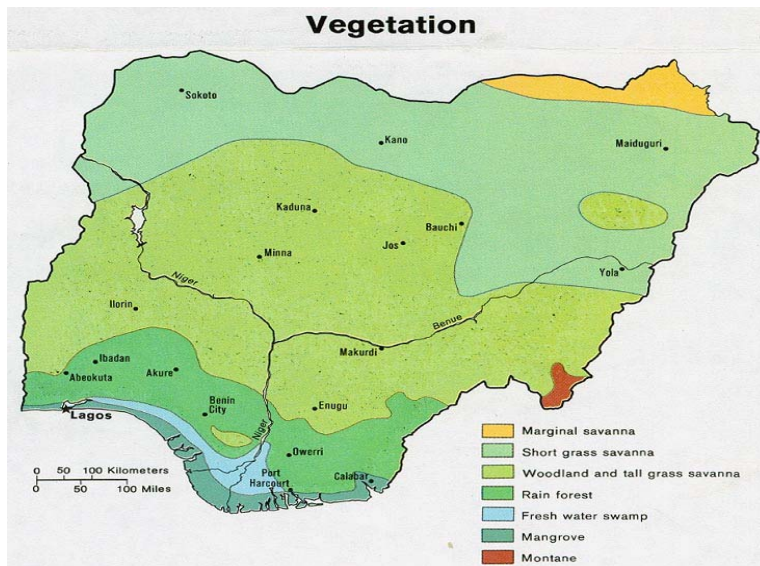 Vegetation
Sokoto
Kano
Maiduguri
Kaduna
Bauchi
Jos
Minna
Yola
Niger
Ilorin
Benue
Makurdi
Ibadan
Abeokuta
Akure
Benin
City
Enugu
Lagos
Niger
Owerri
Port
Harcourt
Calabar
0 50 100 Kilometers
0 50 100 Miles
Marginal savanna
Short grass savanna
Woodland and tall grass savanna
Rain forest
Fresh water swamp
Mangrove
Montane